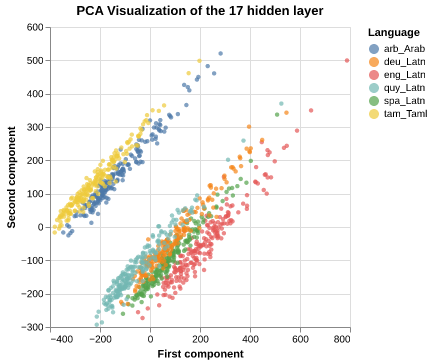 PCA Visualization of the 17 hidden layer
Language
arb_Arab
deu_Latn
eng_Latn
quy_Latn
spa_Latn
tam_Taml
Second component
600
500
400
300
200
100
0
−100
−200
−300
−400 −200 0 200 400 600 800
First component